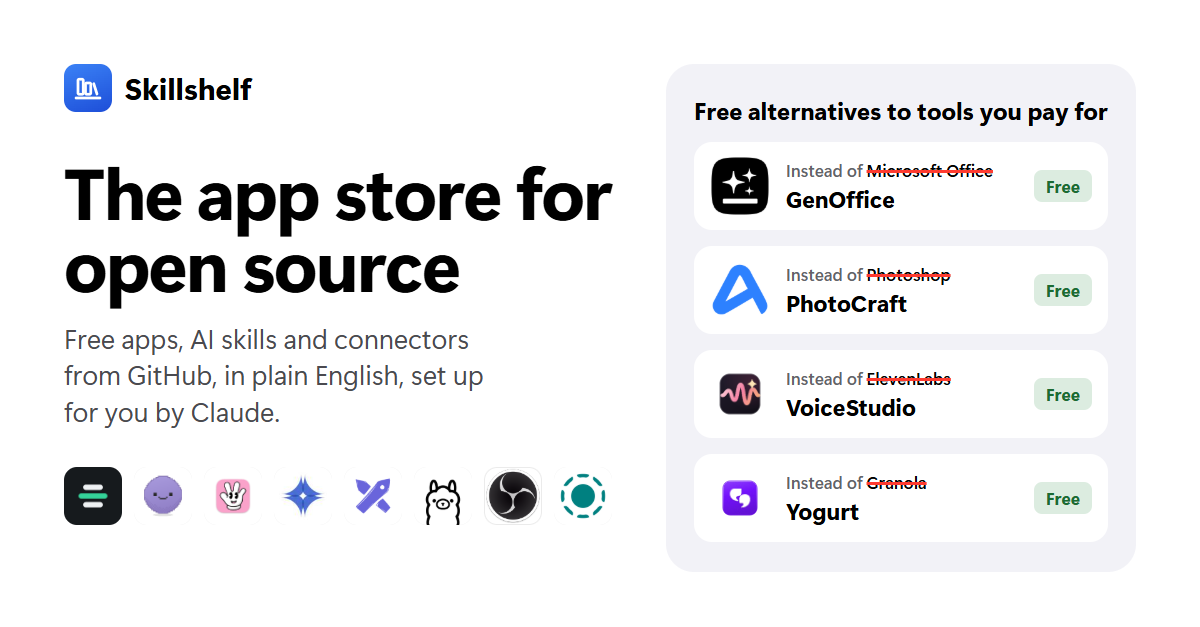 Skillshelf
The app store for
open source
Free apps, AI skills and connectors
from GitHub, in plain English, set up
for you by Claude.
Free alternatives to tools you pay for
Instead of Microsoft Office
GenOffice
Free
Instead of Photoshop
PhotoCraft
Free
Instead of ElevenLabs
VoiceStudio
Free
Instead of Granola
Yogurt
Free